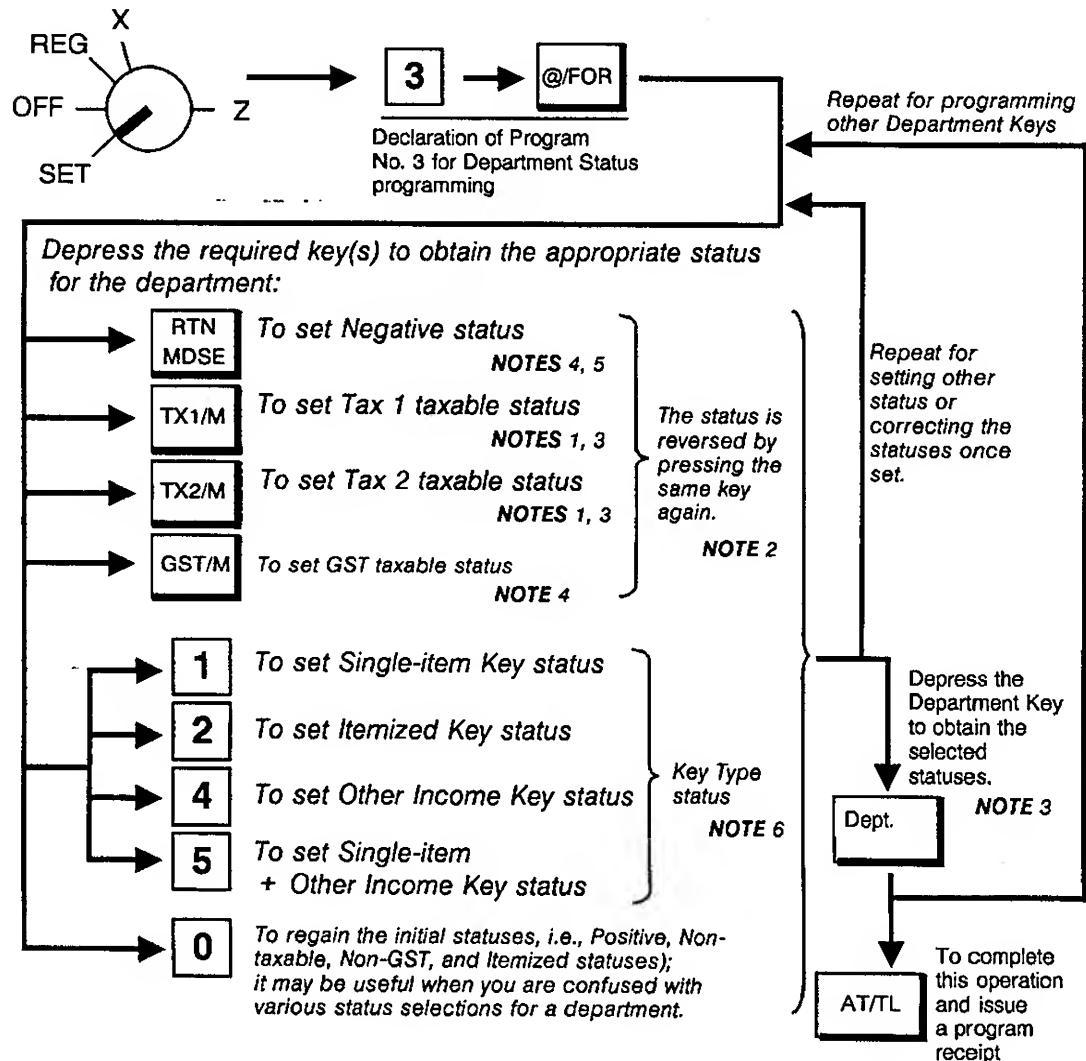 X
REG
OFF
Z
SET
3
@/FOR
Declaration of Program
No. 3 for Department Status
programming
Repeat for programming
other Department Keys
Depress the required key(s) to obtain the appropriate status
for the department:
RTN
MDSE
To set Negative status
NOTES 4, 5
TX1/M
To set Tax 1 taxable status
NOTES 1, 3
TX2/M
To set Tax 2 taxable status
NOTES 1, 3
GST/M
To set GST taxable status
NOTE 4
The status is
reversed by
pressing the
same key
again.
NOTE 2
Repeat for
setting other
status or
correcting the
statuses once
set.
1
To set Single-item Key status
2
To set Itemized Key status
4
To set Other Income Key status
5
To set Single-item
+ Other Income Key status
Key Type
status
NOTE 6
Depress the
Department Key
to obtain the
selected
statuses.
NOTE 3
Dept.
0
To regain the initial statuses, i.e., Positive, Non-
taxable, Non-GST, and Itemized statuses);
it may be useful when you are confused with
various status selections for a department.
AT/TL
To complete
this operation
and issue
a program
receipt